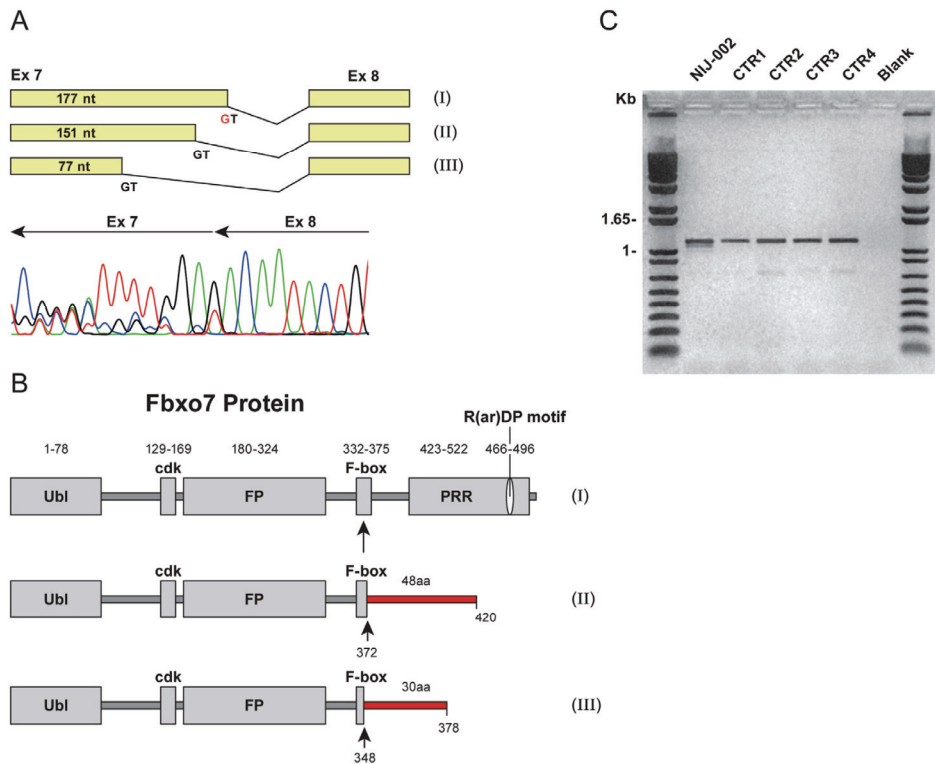 A
Ex 7 Ex 8
177 nt
GT
(I)
151 nt
GT
(II)
77 nt
GT
(III)
Ex 7 Ex 8
B
Fbxo7 Protein
R(ar)DP motif
1-78 129-169 180-324 332-375 423-522 466-496
cdk F-box
Ubl FP PRR (I)
cdk F-box 48aa
Ubl FP (II)
420
372
cdk F-box 30aa
Ubl FP (III)
378
348
C
NIJ-002 CTR1 CTR2 CTR3 CTR4 Blank
Kb
1.65-
1-